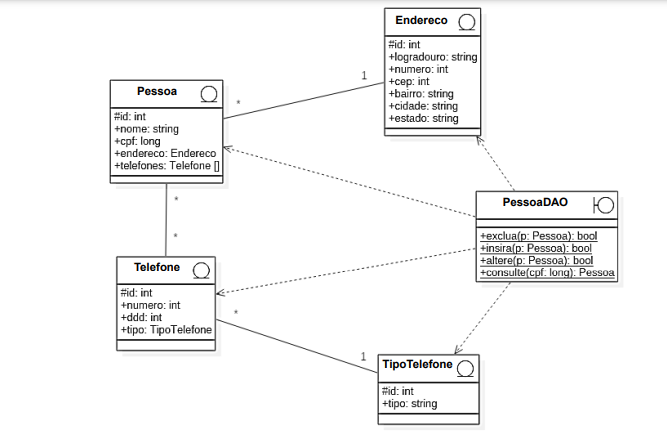 Endereco
#id: int
+logradouro: string
+numero: int
+cep: int
+bairro: string
+cidade: string
+estado: string
1
*
Pessoa
#id: int
+nome: string
+cpf: long
+endereco: Endereco
+telefones: Telefone []
*
*
PessoaDAO
+exclua(p: Pessoa): bool
+insira(p: Pessoa): bool
+altere(p: Pessoa): bool
+consulte(cpf: long): Pessoa
Telefone
#id: int
+numero: int
+ddd: int
+tipo: TipoTelefone
*
1
TipoTelefone
#id: int
+tipo: string